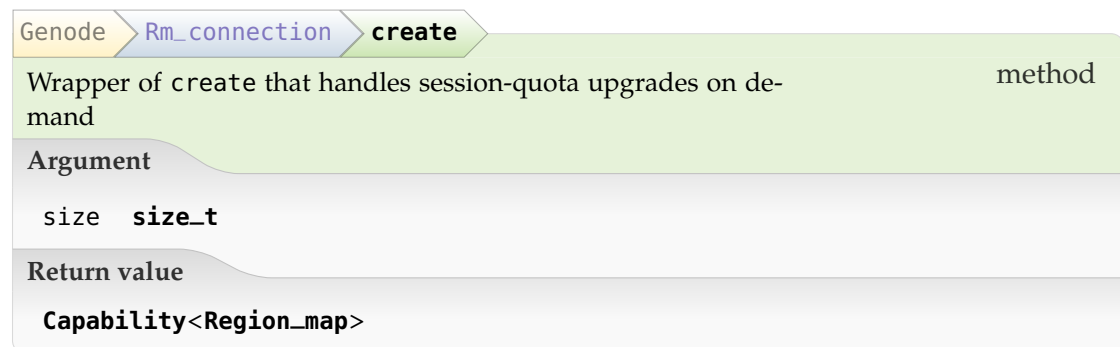 Genode Rm_connection create
Wrapper of create that handles session-quota upgrades on de- method
mand
Argument
size size_t
Return value
Capability<Region_map>